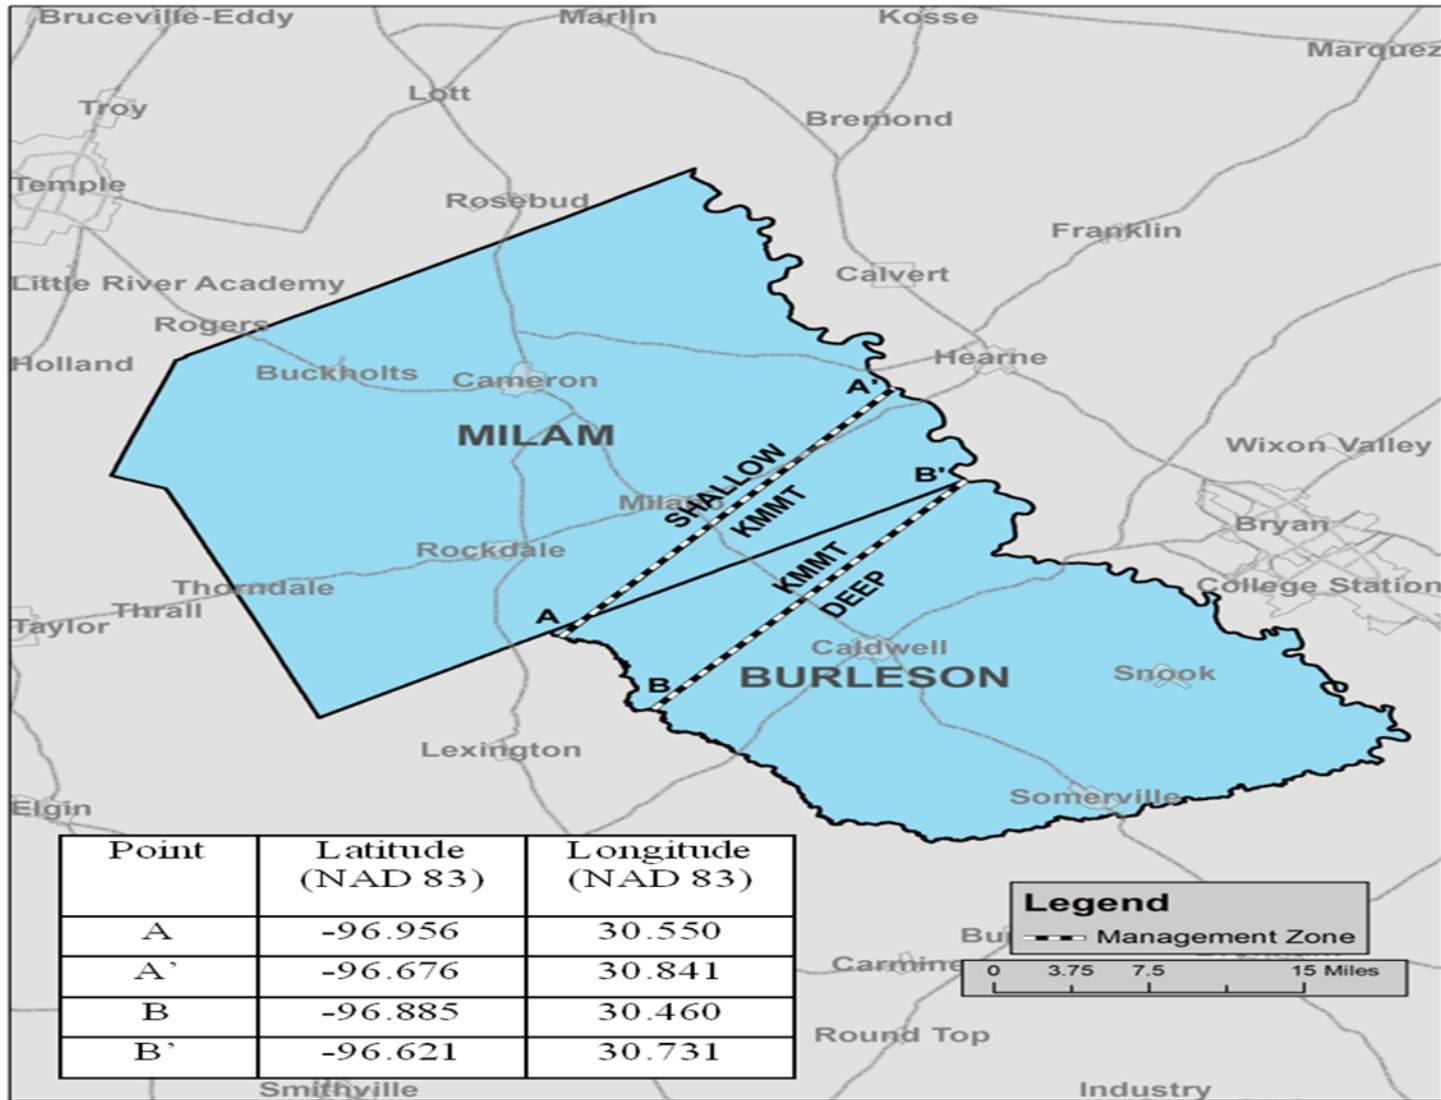 Bruceville-Eddy
Marlin
Kosse
Marquez
Troy
Lott
Bremond
Temple
Rosebud
Franklin
Little River Academy
Calvert
Rogers
Holland
Buckholts
Cameron
Hearne
A'
MILAM
Wixon Valley
SHALLOW
KMMT
B'
Milano
Bryan
Rockdale
KMMT
DEEP
College Station
Thorndale
Thrall
Taylor
A
Caldwell
BURLESON
Snook
B
Lexington
Somerville
Elgin
Point Latitude Longitude
(NAD 83) (NAD 83)
A -96.956 30.550
A’ -96.676 30.841
B -96.885 30.460
B’ -96.621 30.731
Legend
Management Zone
Carmine
0 3.75 7.5 15 Miles
Round Top
Smithville
Industry